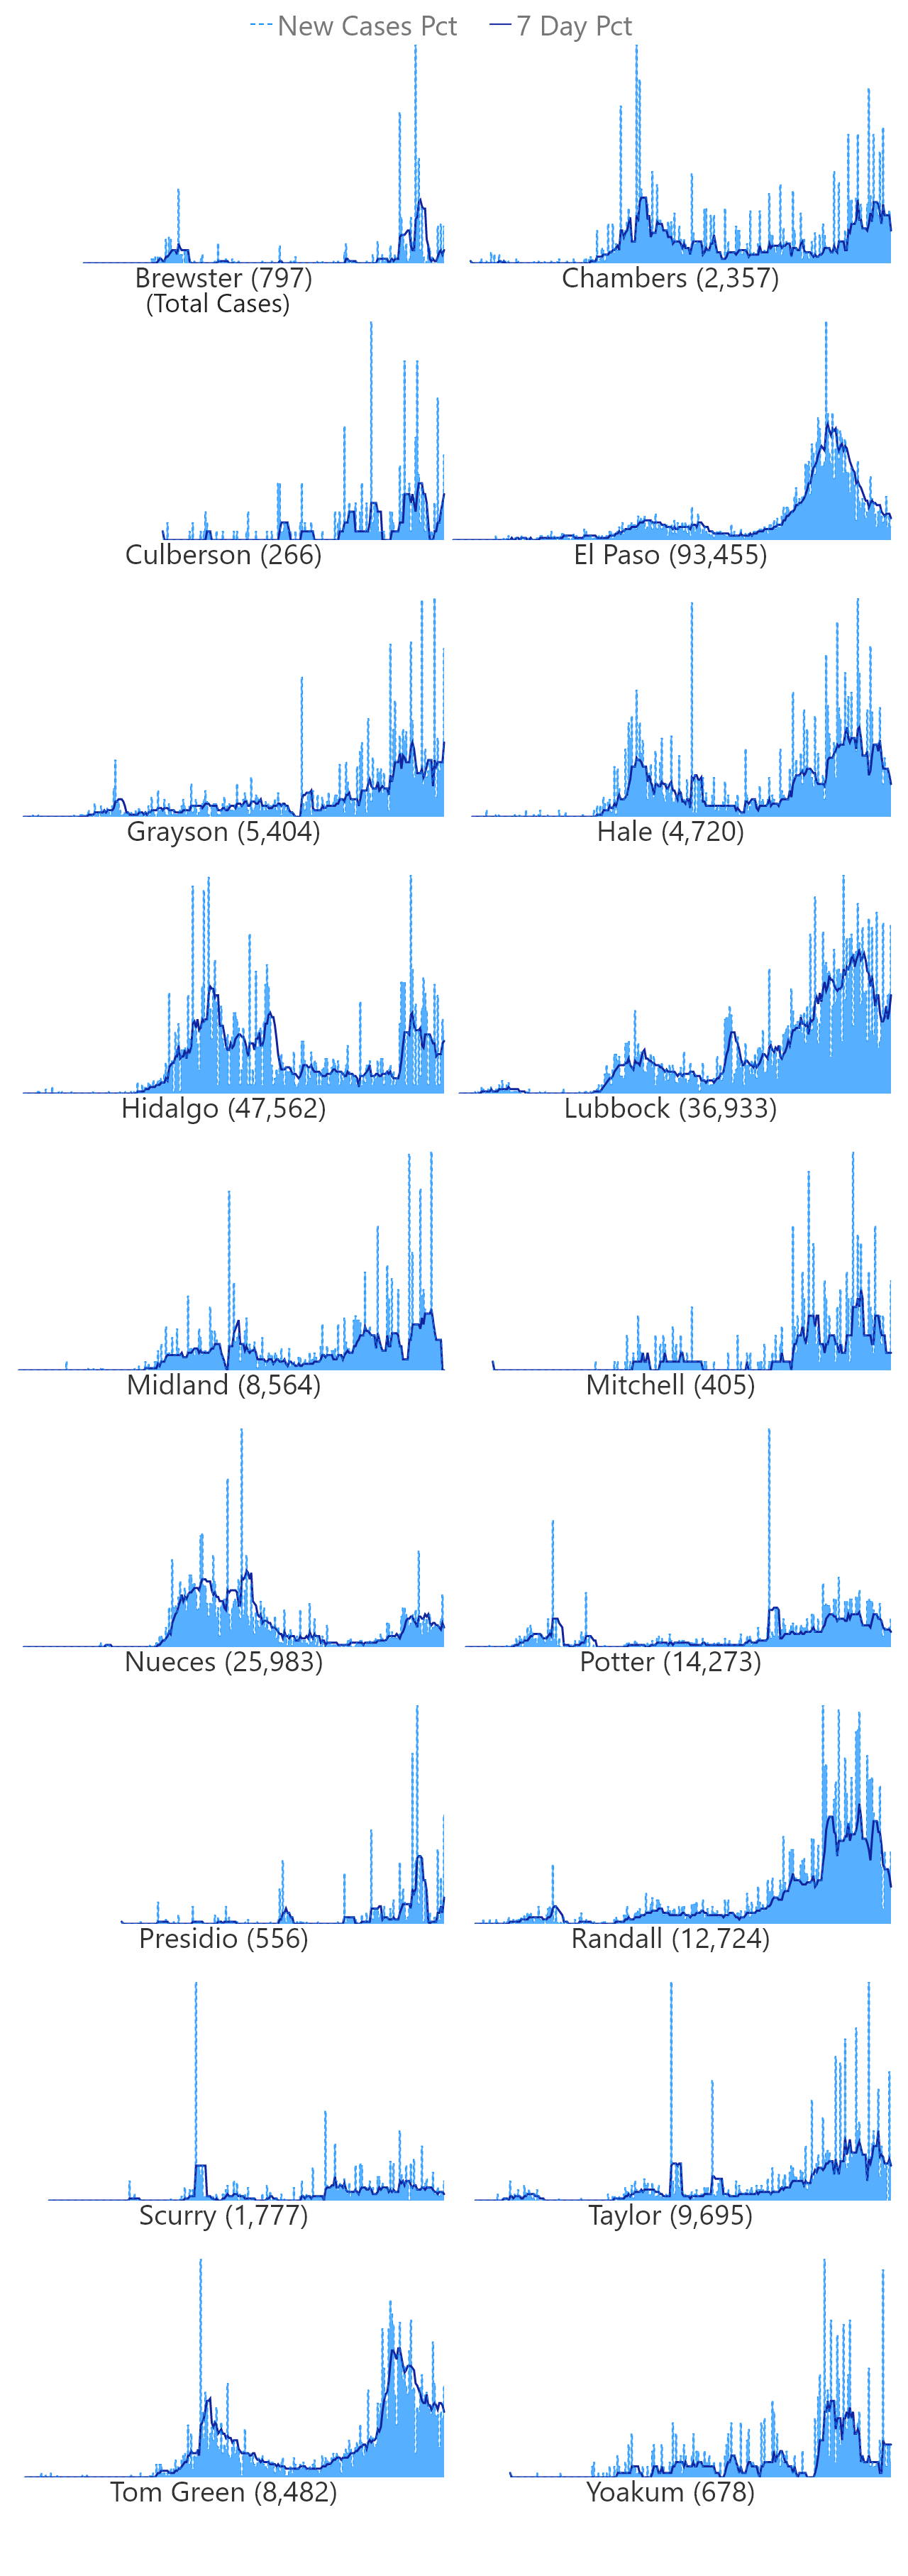 New Cases Pct 7 Day Pct
Brewster (797) Chambers (2,357)
(Total Cases)
Culberson (266) El Paso (93,455)
Grayson (5,404) Hale (4,720)
Hidalgo (47,562) Lubbock (36,933)
Midland (8,564) Mitchell (405)
Nueces (25,983) Potter (14,273)
Presidio (556) Randall (12,724)
Scurry (1,777) Taylor (9,695)
Tom Green (8,482) Yoakum (678)